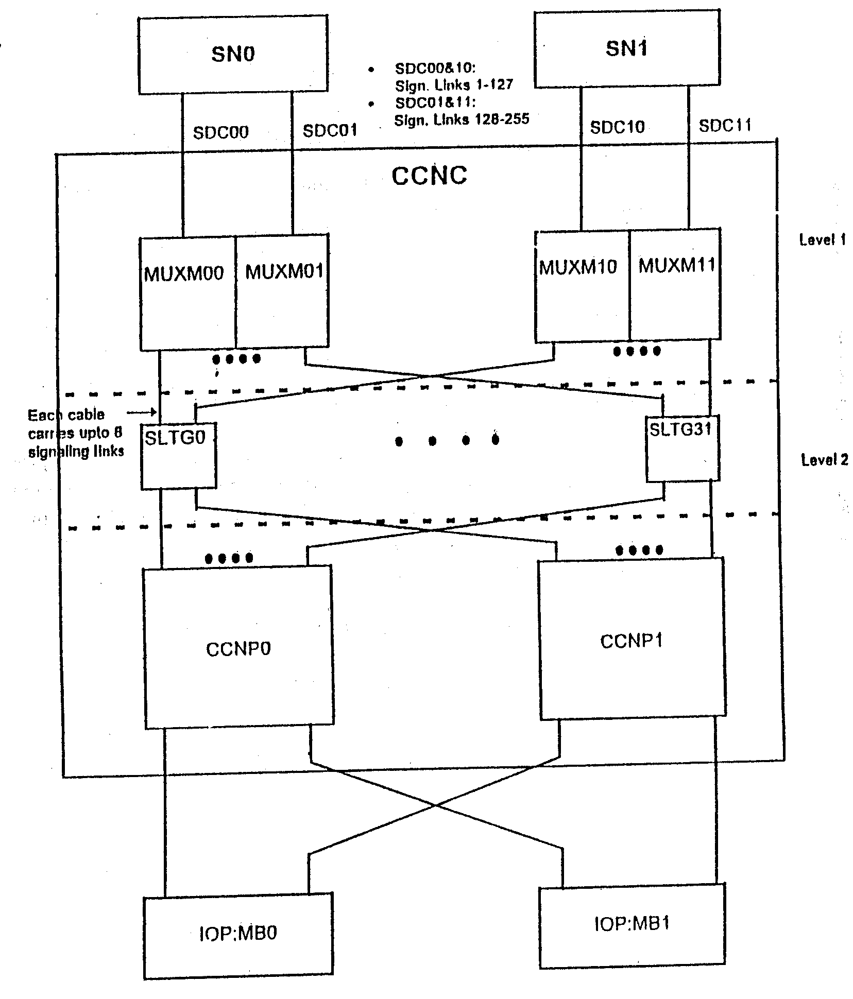 SN0
SN1
• SDC00&10:
Sign. Links 1-127
• SDC01&11:
Sign. Links 128-255
SDC00
SDC01
SDC10
SDC11
CCNC
Level 1
MUXM00
MUXM01
MUXM10
MUXM11
Each cable
carries upto 8
signaling links
SLTG0
SLTG31
Level 2
CCNP0
CCNP1
IOP:MB0
IOP:MB1